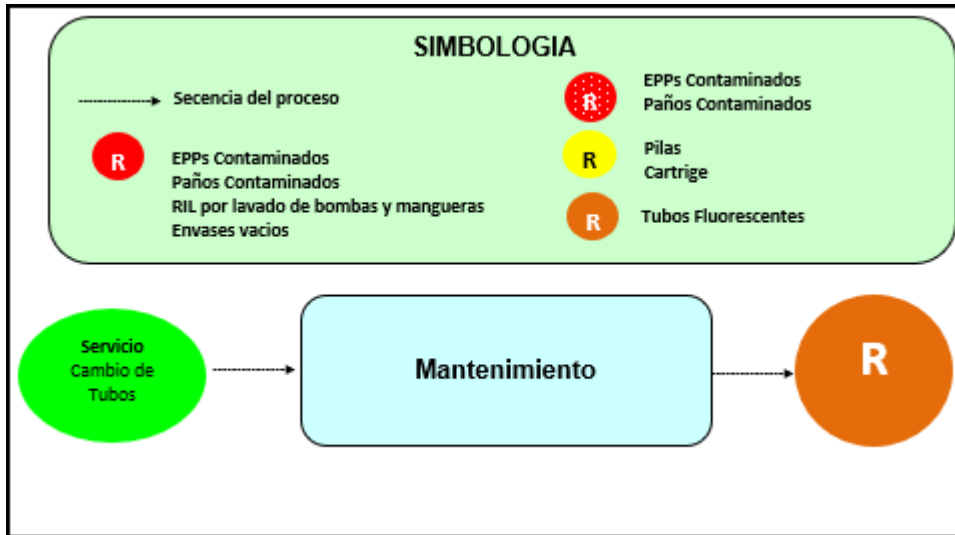 SIMBOLOGIA
Secencia del proceso
R
EPPs Contaminados
Paños Contaminados
RIL por lavado de bombas y mangueras
Envases vacios
R
EPPs Contaminados
Paños Contaminados
R
Pilas
Cartrige
R
Tubos Fluorescentes
Servicio
Cambio de
Tubos
Mantenimiento
R